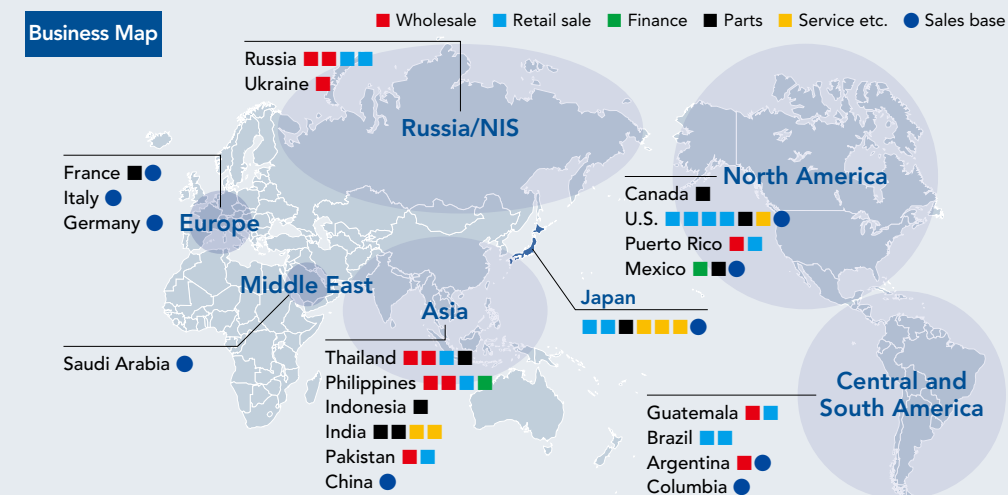 Business Map
Wholesale Retail sale Finance Parts Service etc. Sales base
Russia
Ukraine
Russia/NIS
France
Italy
Germany
Europe
Middle East
Saudi Arabia
Asia
Thailand
Philippines
Indonesia
India
Pakistan
China
Japan
North America
Canada
U.S.
Puerto Rico
Mexico
Central and
South America
Guatemala
Brazil
Argentina
Columbia